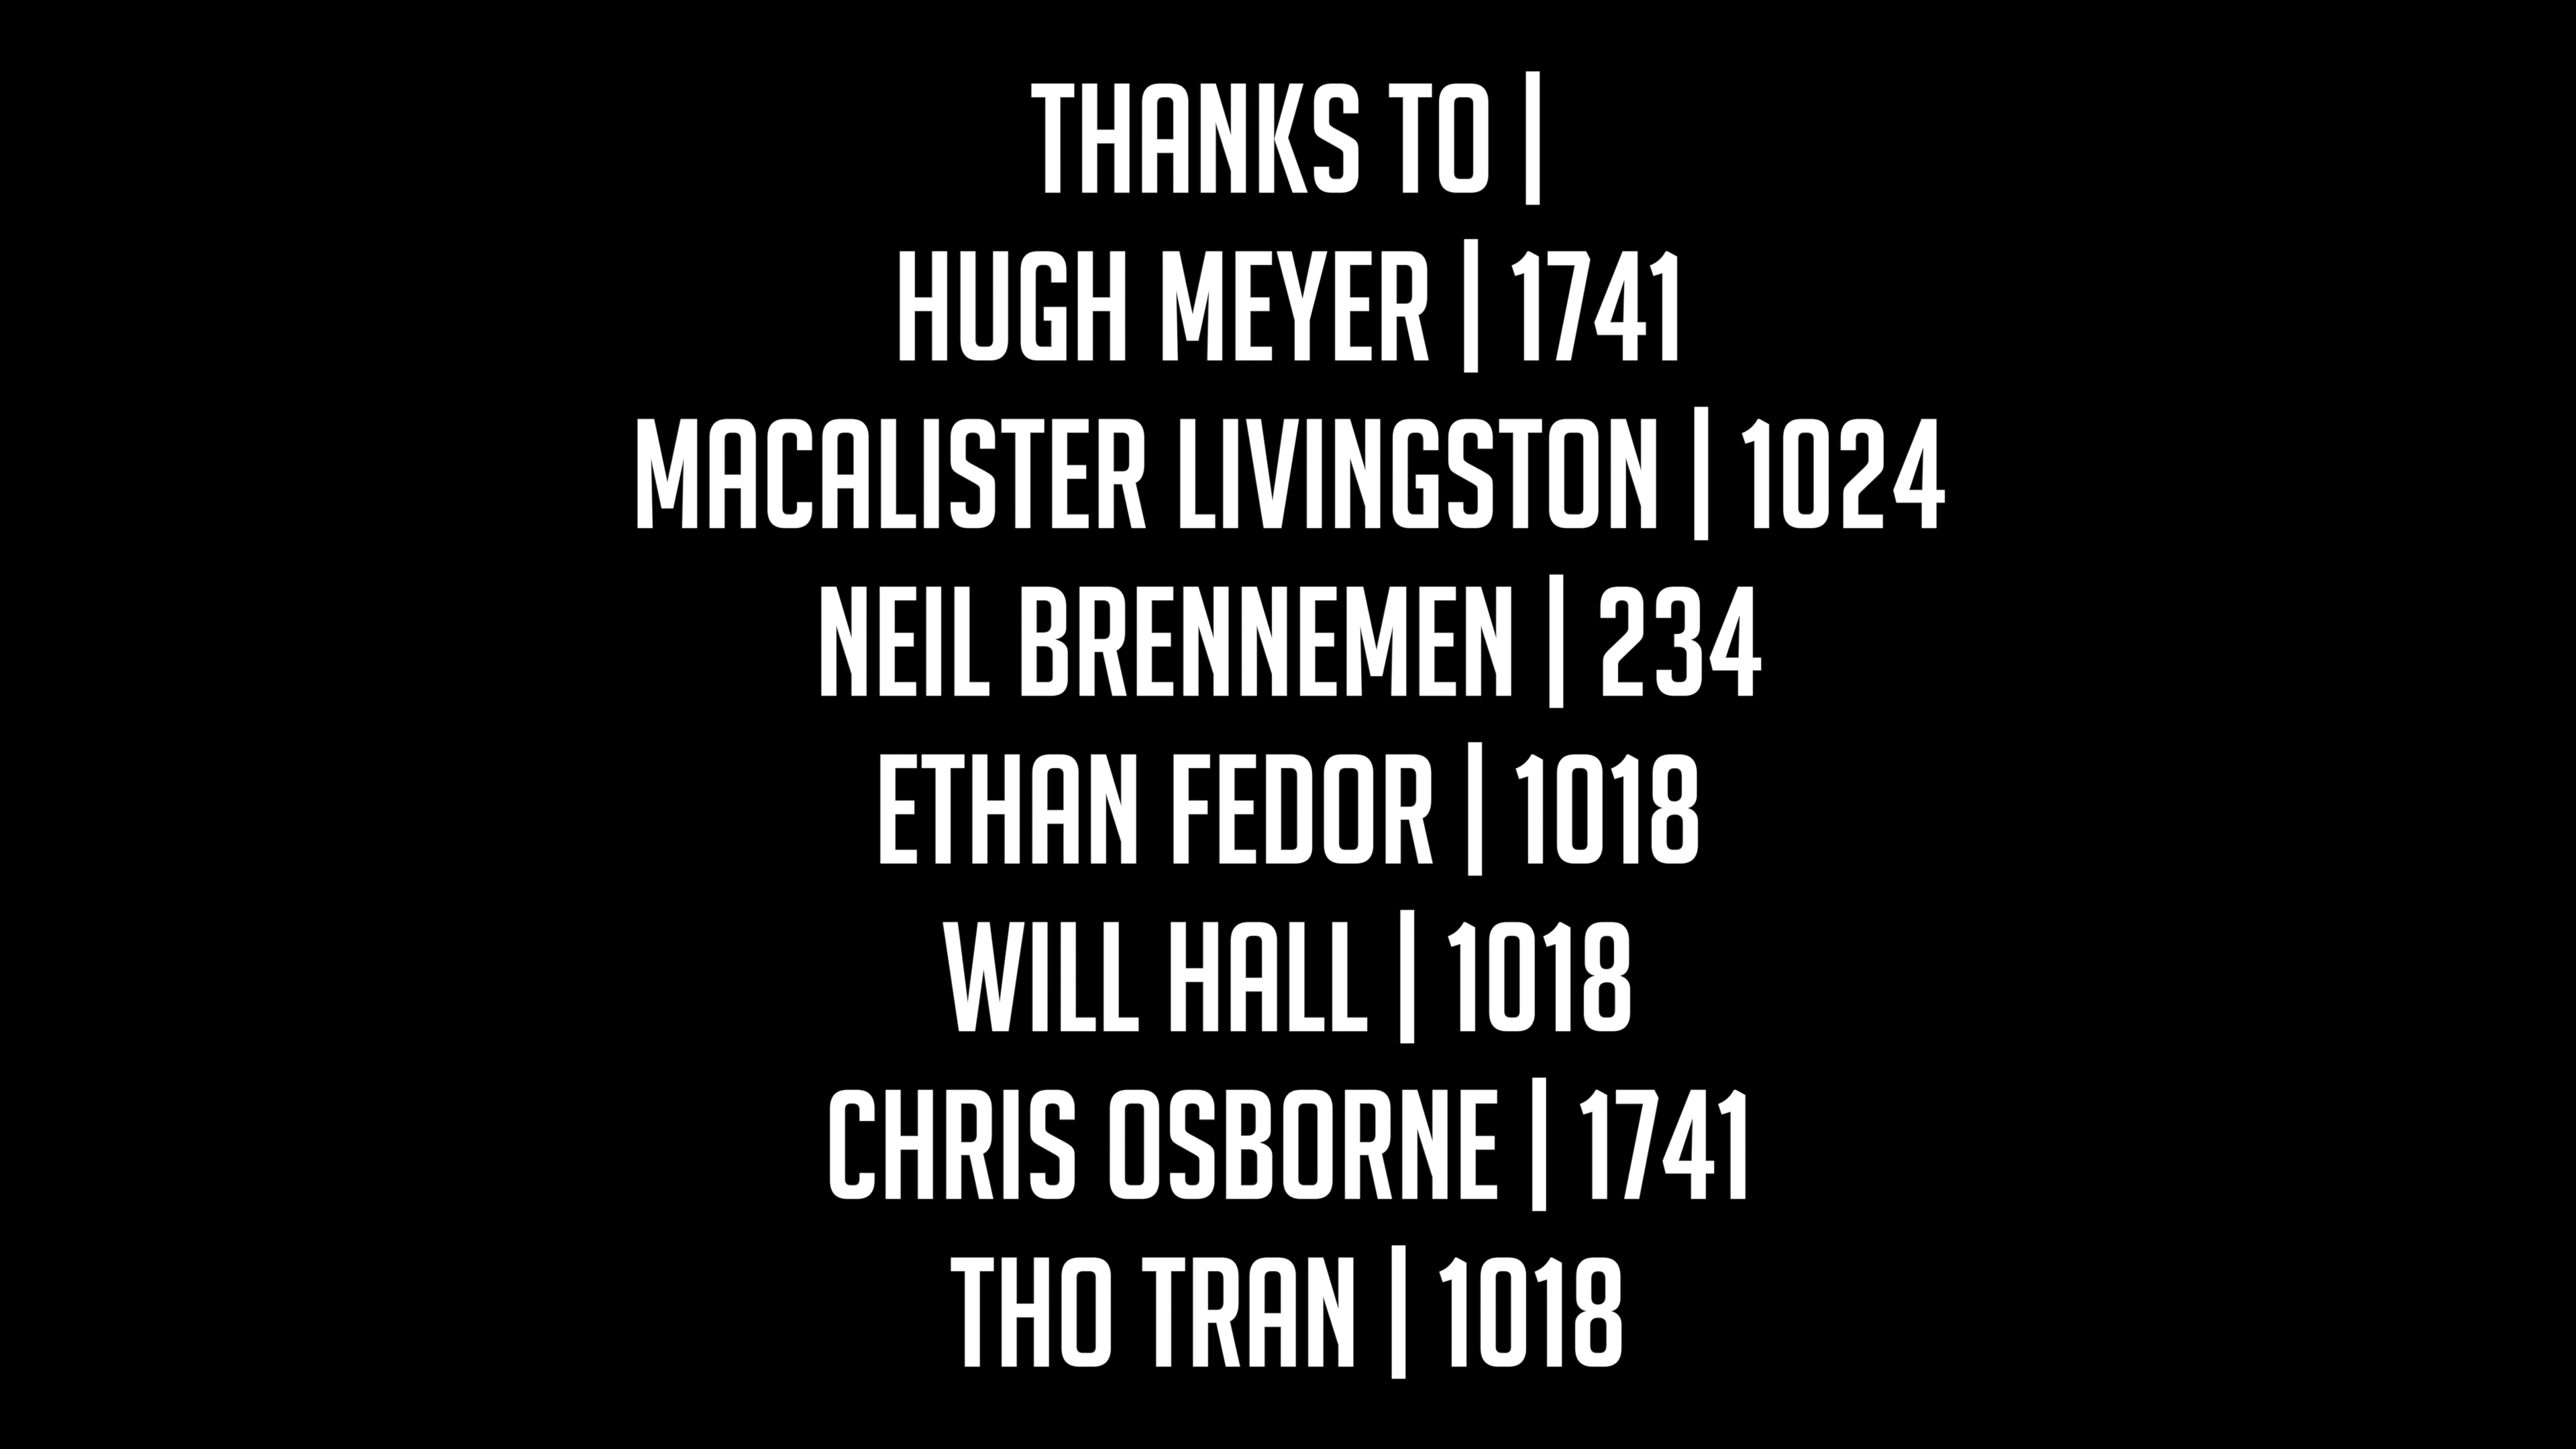 THANKS TO |
HUGH MEYER | 1741
MACALISTER LIVINGSTON | 1024
NEIL BRENNEMEN | 234
ETHAN FEDOR | 1018
WILL HALL | 1018
CHRIS OSBORNE | 1741
THO TRAN | 1018